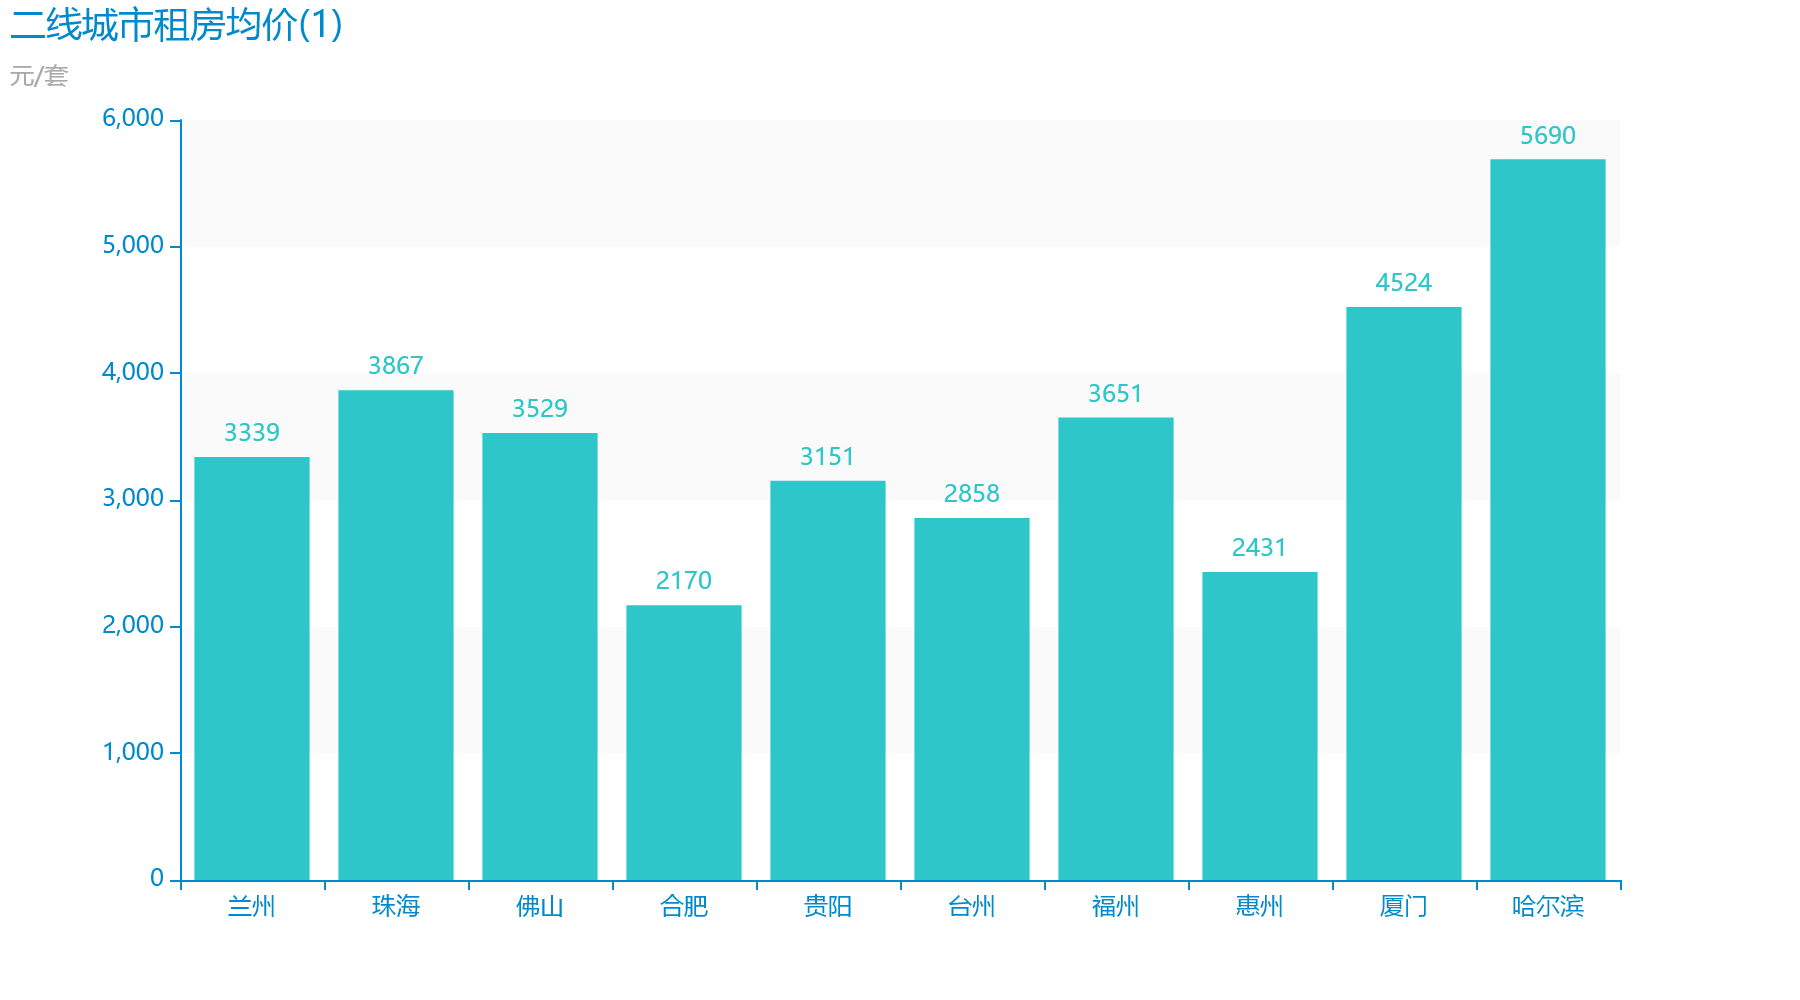 二线城市租房均价(1)
元/套
6,000
5,000
4,000
3,000
2,000
1,000
0
3339
3867
3529
2170
3151
2858
3651
2431
4524
5690
兰州
珠海
佛山
合肥
贵阳
台州
福州
惠州
厦门
哈尔滨